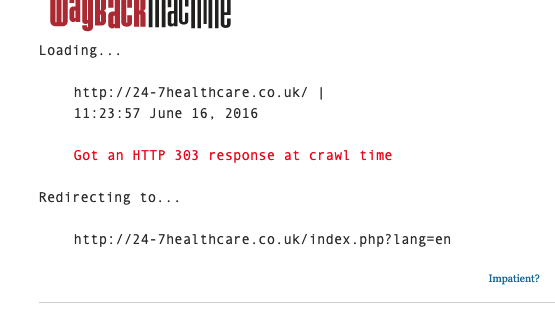 WayBackMachine
Loading...
http://24-7healthcare.co.uk/ |
11:23:57 June 16, 2016
Got an HTTP 303 response at crawl time
Redirecting to...
http://24-7healthcare.co.uk/index.php?lang=en
Impatient?